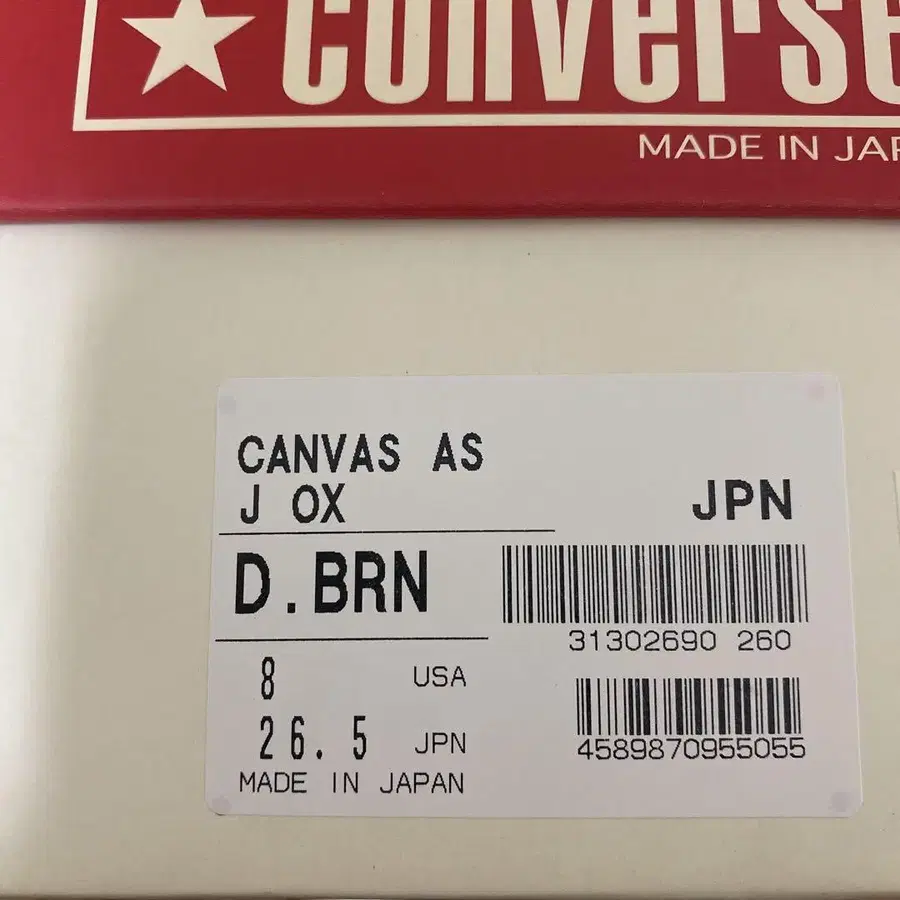 converse
MADE IN JAP
CANVAS AS
J OX
JPN
D.BRN
31302690 260
8 USA
26.5 JPN
4589870955055
MADE IN JAPAN